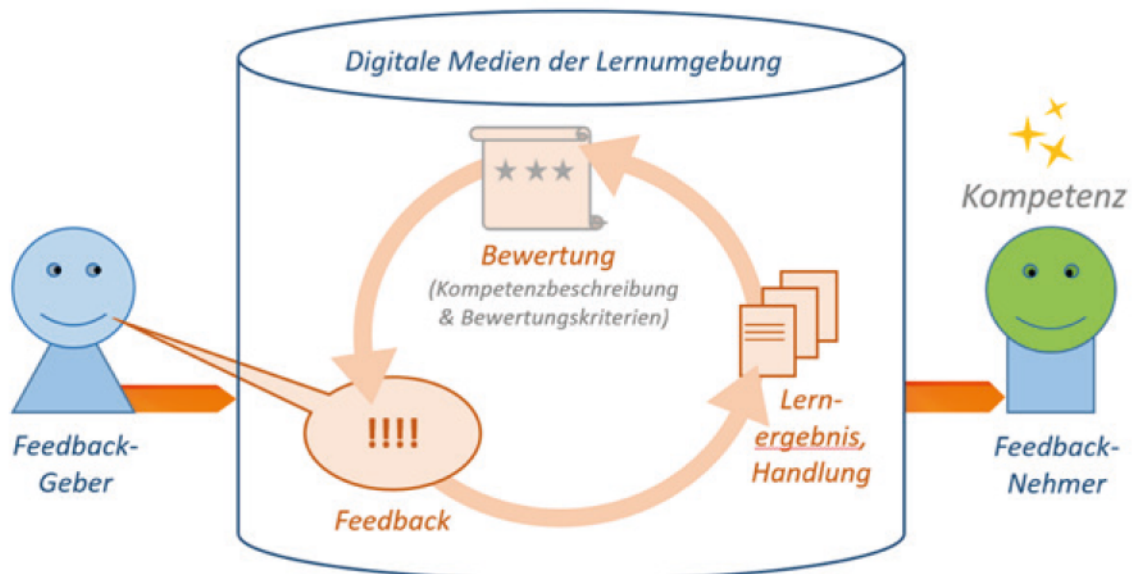 Digitale Medien der Lernumgebung
Kompetenz
Bewertung
(Kompetenzbeschreibung
& Bewertungskriterien)
!!!!
Feedback
Lern-
ergebnis,
Handlung
Feedback-
Geber
Feedback-
Nehmer